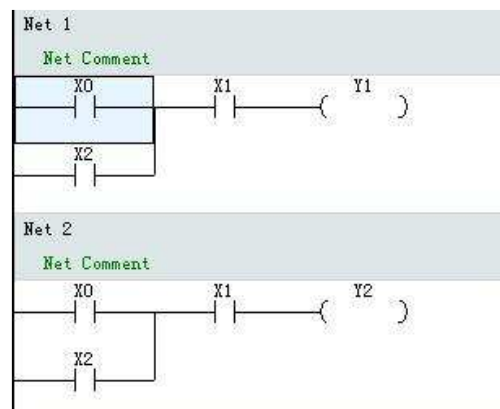 Net 1
Net Comment
X0 X1 Y1
X2
Net 2
Net Comment
X0 X1 Y2
X2